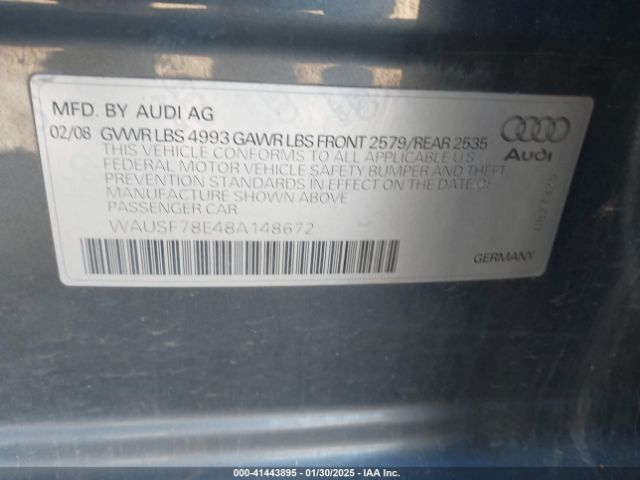 MFD. BY AUDI AG
02/08 GVWR LBS 4993 GAWR LBS FRONT 2579/REAR 2535
THIS VEHICLE CONFORMS TO ALL APPLICABLE U.S
FEDERAL MOTOR VEHICLE SAFETY BUMPER AND THEFT
PREVENTION STANDARDS IN EFFECT ON THE DATE OF
MANUFACTURE SHOWN ABOVE
PASSENGER CAR
WAUSF78E48A148672
Audi
GERMANY
000-41443895 - 01/30/2025 - IAA Inc.